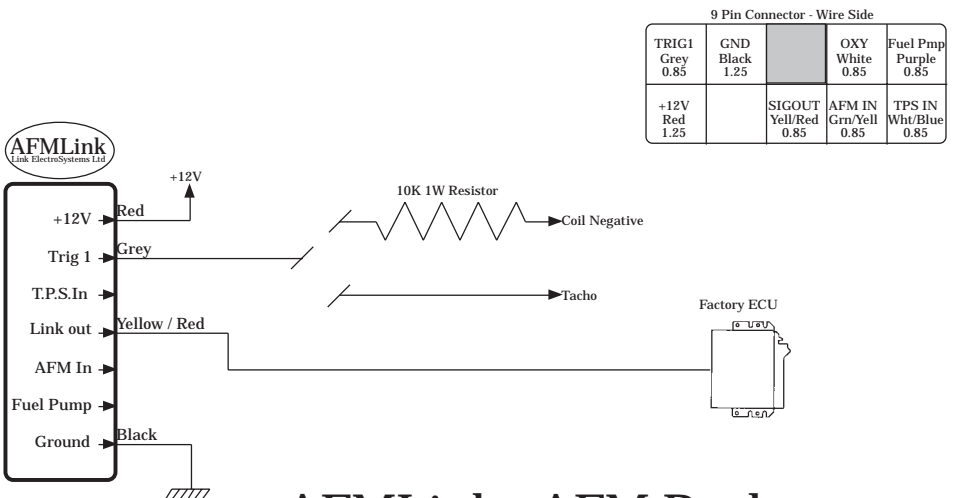 9 Pin Connector - Wire Side
TRIG1 GND OXY Fuel Pmp
Grey Black White Purple
0.85 1.25 0.85 0.85
+12V SIGOUT AFM IN TPS IN
Red Yell/Red Grn/Yell Wht/Blue
1.25 0.85 0.85 0.85
AFMLink
Link ElectroSystems Ltd
+12V
10K 1W Resistor
+12V Red
Coil Negative
Trig 1 Grey
T.P.S.In
Tacho
Factory ECU
Link out Yellow / Red
AFM In
Fuel Pump
Ground Black